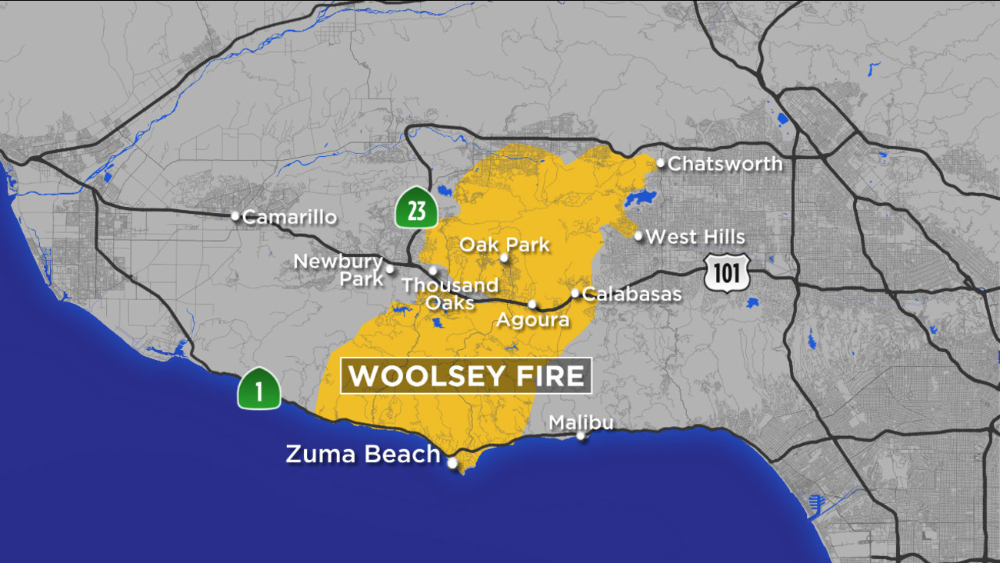 Chatsworth
23
Camarillo
West Hills
Oak Park
Newbury
Park
101
Thousand
Oaks
Calabasas
Agoura
WOOLSEY FIRE
1
Malibu
Zuma Beach